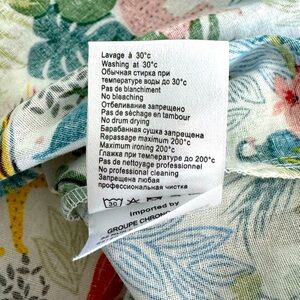 Lavage à 30°c
Washing at 30°c
Обычная стирка при
температуре воды до 30°c
Pas de blanchiment
No bleaching
Отбеливание запрещено
Pas de séchage en tambour
No drum drying
Барабанная сушка запрещена
Repassage maximum 200°c
Maximum ironing 200°c
Глажка при температуре до 200°c
Pas de nettoyage professionnel
No professional cleaning
Запрещена любая
профессиональная чистка
30
Imported by
GROUPE CHRONO